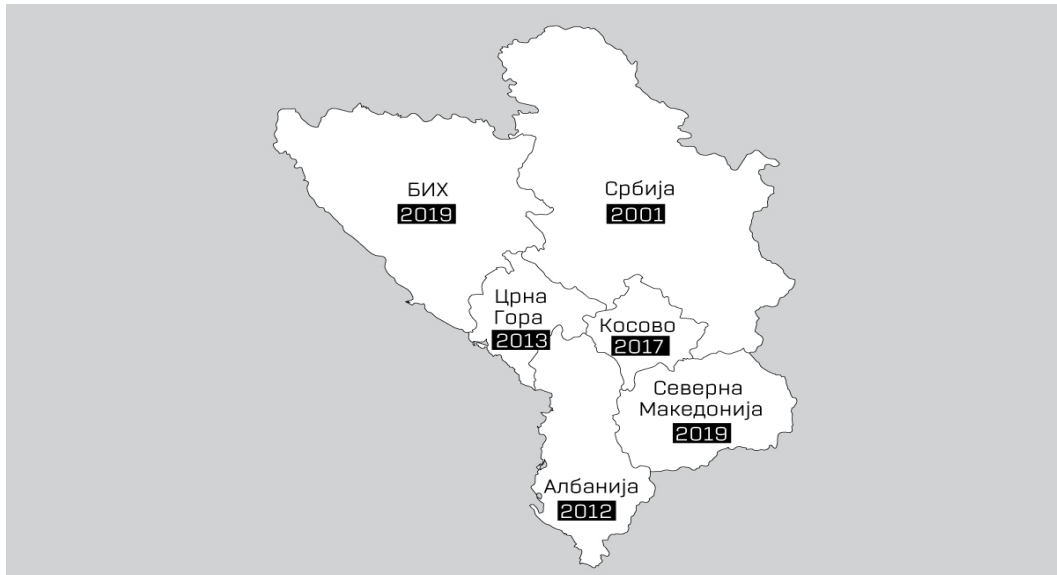 БИХ
2019
Србија
2001
Црна
Гора
2013
Косово
2017
Северна
Македонија
2019
Албанија
2012